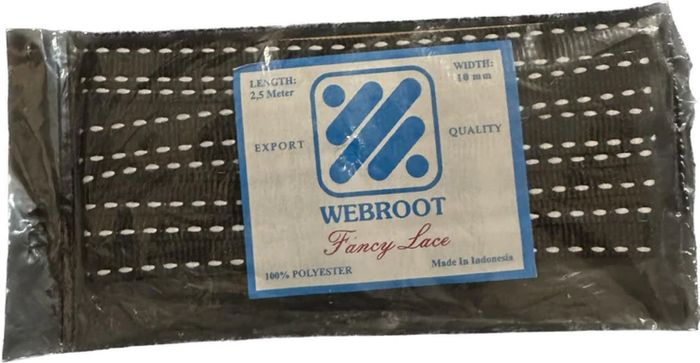 LENGTH:
2,5 Meter
WIDTH:
10 mm
EXPORT
QUALITY
WEBROOT
Fancy Lace
100% POLYESTER
Made In Indonesia